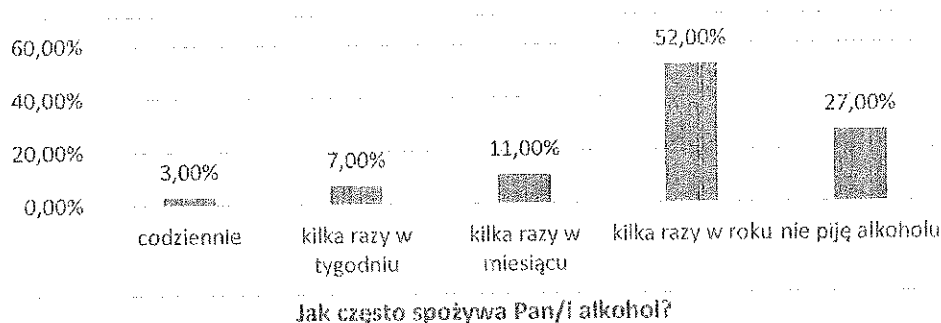 60,00%
40,00%
20,00%
0,00%
3,00%
7,00%
11,00%
52,00%
27,00%
codziennie
kilka razy w
tygodniu
kilka razy w
miesiącu
kilka razy w roku
nie piję alkoholu
Jak często spożywa Pan/i alkohol?